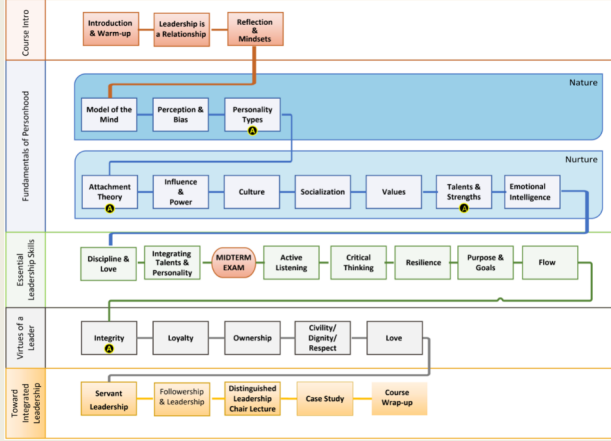 Course Intro
Introduction
& Warm-up
Leadership is
a Relationship
Reflection
&
Mindsets
Fundamentals of Personhood
Nature
Model of the
Mind
Perception &
Bias
Personality
Types
A
Nurture
Attachment
Theory
A
Influence
&
Power
Culture
Socialization
Values
Talents &
Strengths
A
Emotional
Intelligence
Essential
Leadership Skills
Discipline &
Love
Integrating
Talents &
Personality
MIDTERM
EXAM
Active
Listening
Critical
Thinking
Resilience
Purpose &
Goals
Flow
Virtues of a
Leader
Integrity
A
Loyalty
Ownership
Civility/
Dignity/
Respect
Love
Toward
Integrated
Leadership
Servant
Leadership
Followership
& Leadership
Distinguished
Leadership
Chair Lecture
Case Study
Course
Wrap-up